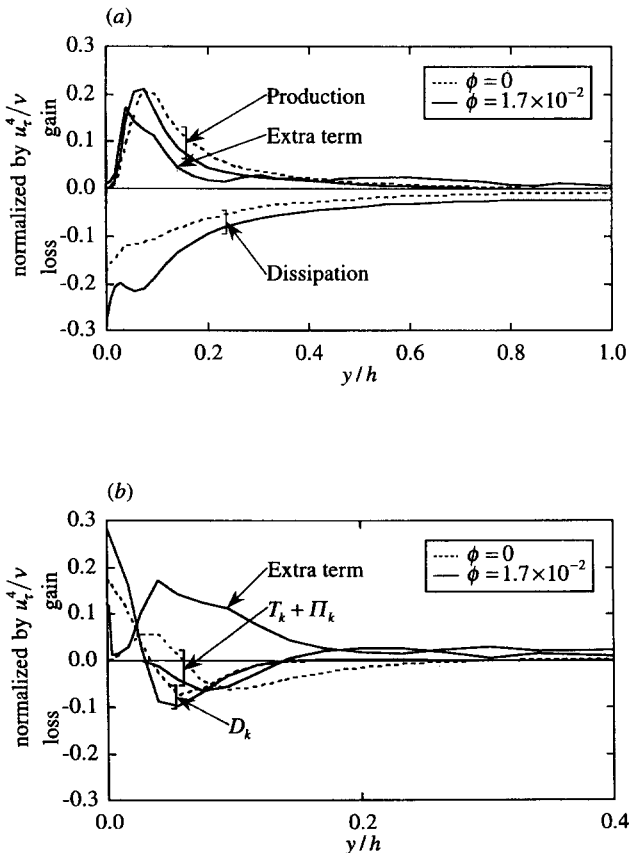 (a)
normalized by u_τ^4/ν
loss gain
0.3
0.2
0.1
0.0
-0.1
-0.2
-0.3
ϕ = 0
ϕ = 1.7×10^-2
Production
Extra term
Dissipation
0.0 0.2 0.4 0.6 0.8 1.0
y/h
(b)
normalized by u_τ^4/ν
loss gain
0.3
0.2
0.1
0.0
-0.1
-0.2
-0.3
ϕ = 0
ϕ = 1.7×10^-2
Extra term
T_k + Π_k
D_k
0.0 0.2 0.4
y/h